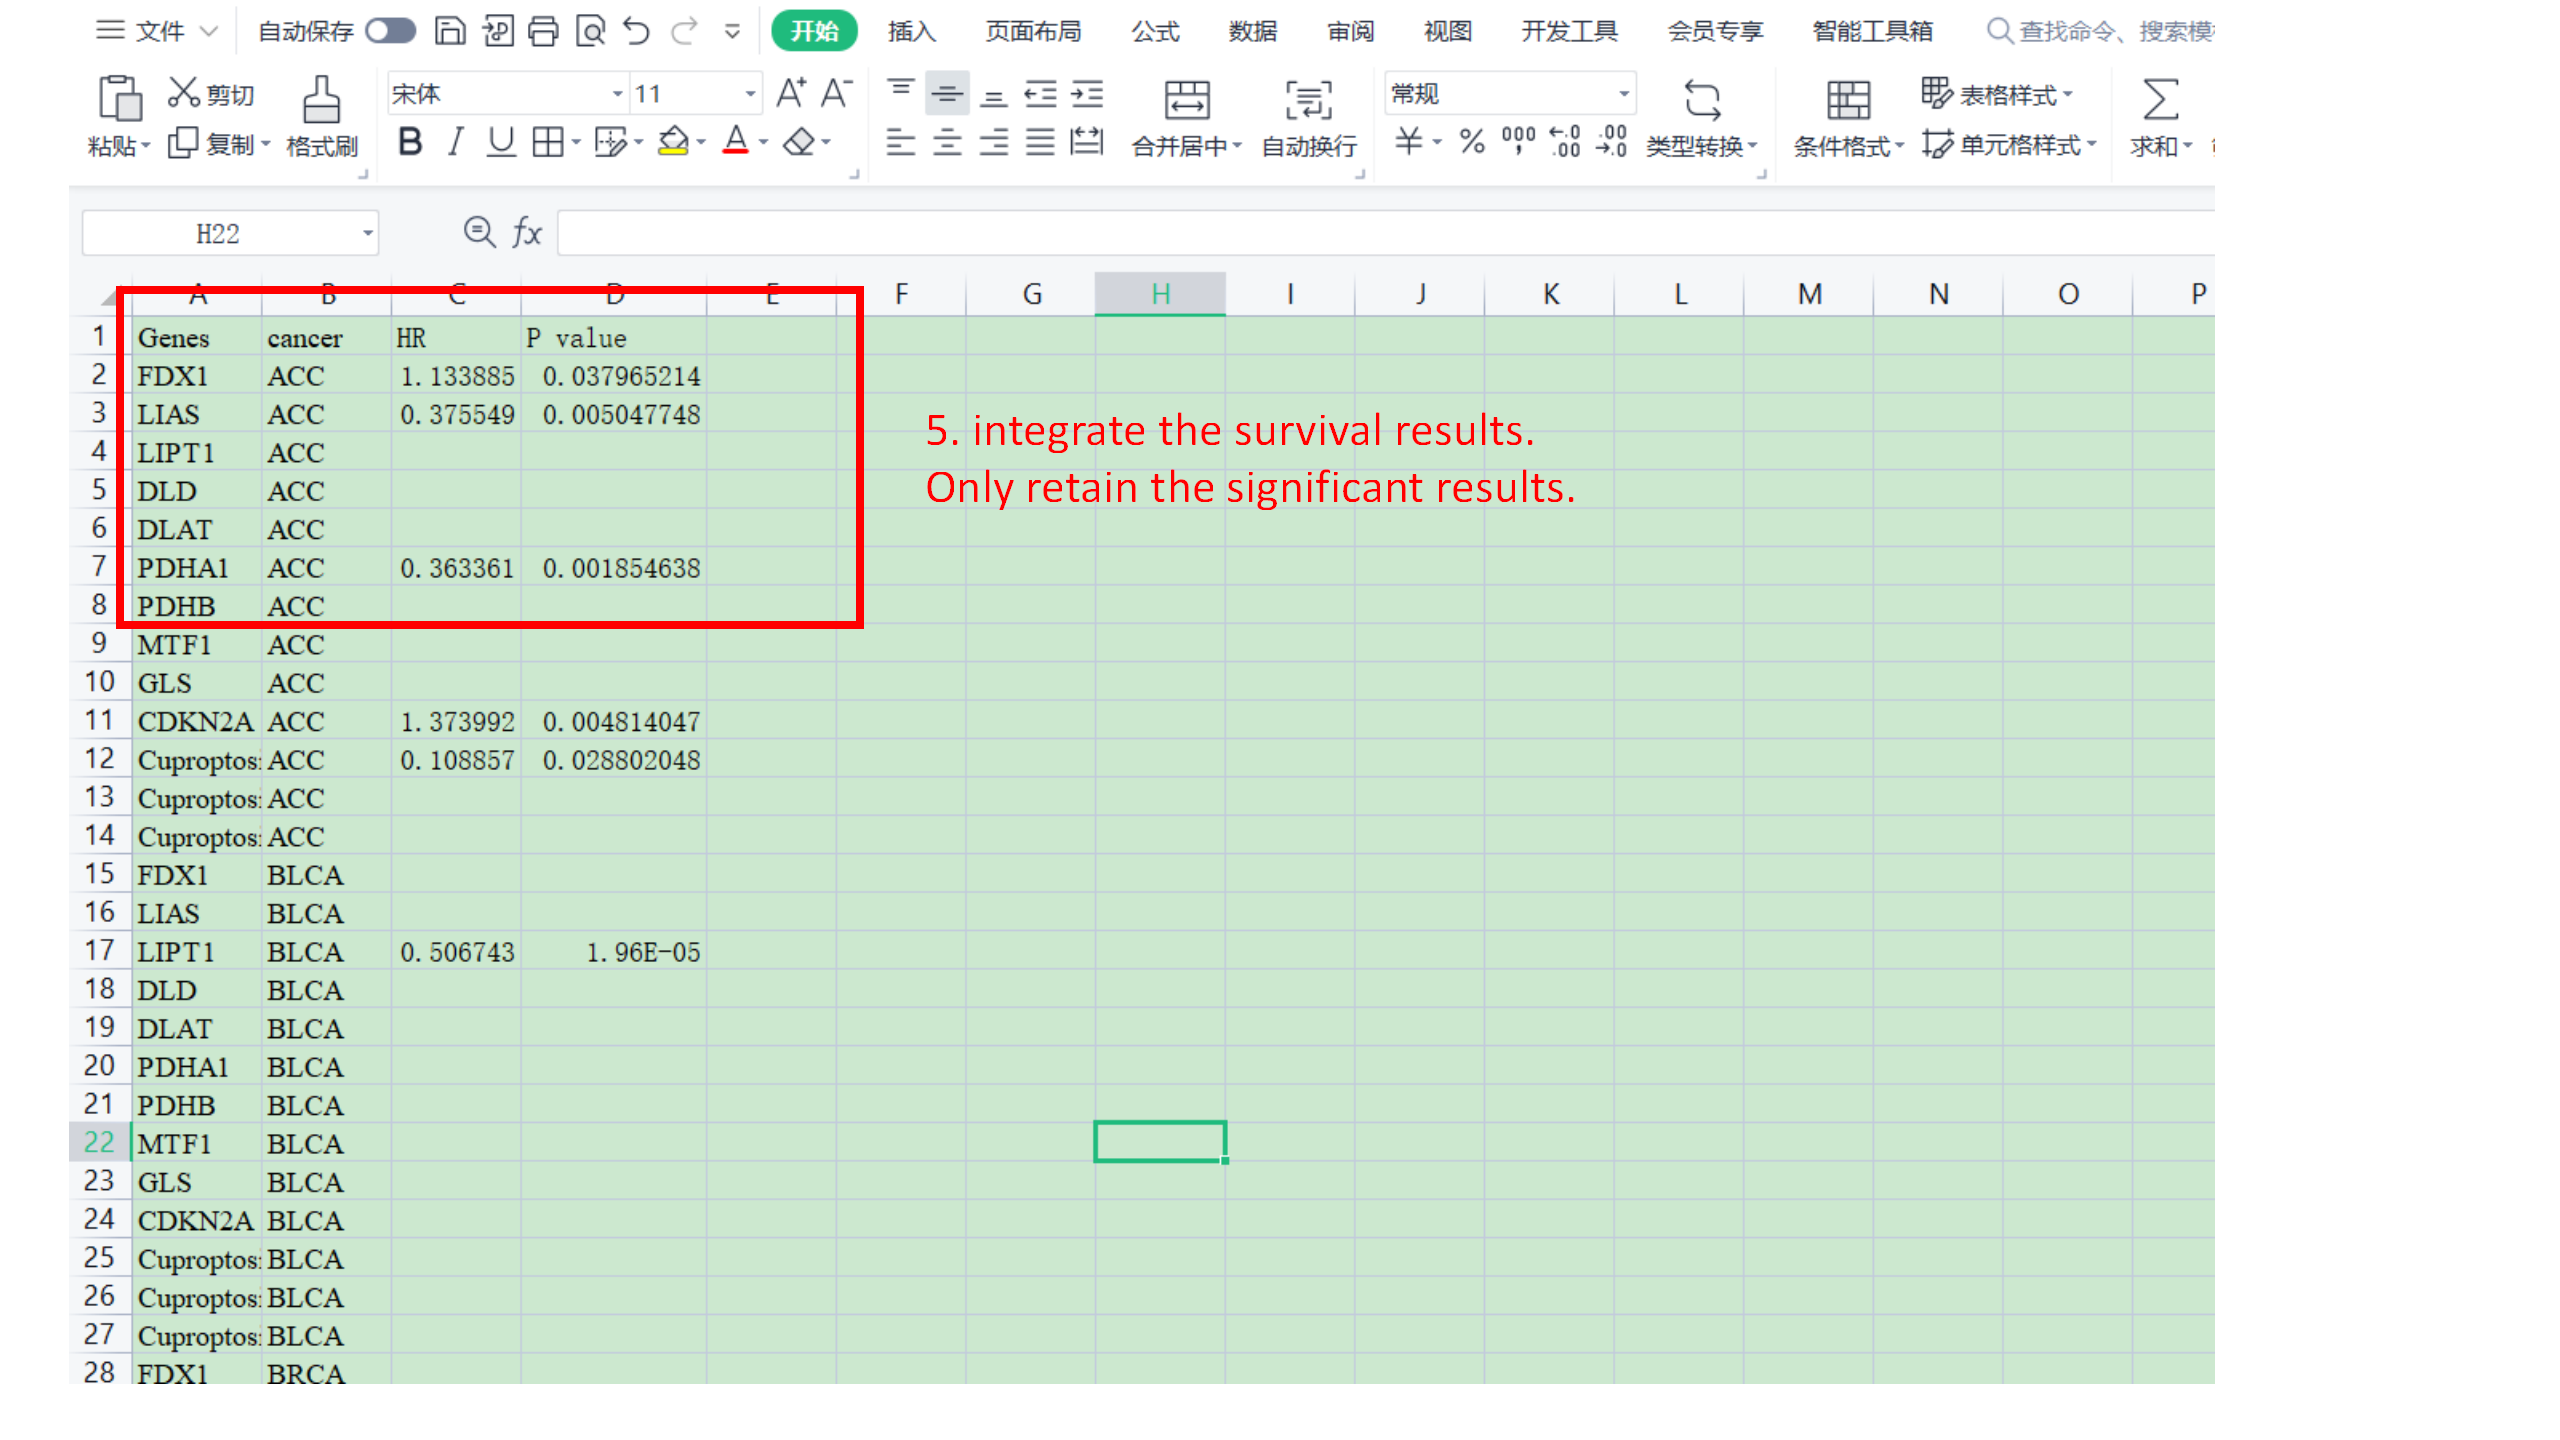 文件 自动保存 开始 插入 页面布局 公式 数据 审阅 视图 开发工具 会员专享 智能工具箱 查找命令、搜索模
粘贴 剪切 复制 格式刷 宋体 11 A+ A- 合并居中 自动换行 常规 类型转换 条件格式 表格样式 单元格样式 求和
B I U A ¥ % 000 ←.0 .00 .00 →.0
H22 fx
A B C D E F G H I J K L M N O P
1 Genes cancer HR P value
2 FDX1 ACC 1.133885 0.037965214
3 LIAS ACC 0.375549 0.005047748
5. integrate the survival results.
4 LIPT1 ACC
Only retain the significant results.
5 DLD ACC
6 DLAT ACC
7 PDHA1 ACC 0.363361 0.001854638
8 PDHB ACC
9 MTF1 ACC
10 GLS ACC
11 CDKN2A ACC 1.373992 0.004814047
12 Cuproptosi ACC 0.108857 0.028802048
13 Cuproptosi ACC
14 Cuproptosi ACC
15 FDX1 BLCA
16 LIAS BLCA
17 LIPT1 BLCA 0.506743 1.96E-05
18 DLD BLCA
19 DLAT BLCA
20 PDHA1 BLCA
21 PDHB BLCA
22 MTF1 BLCA
23 GLS BLCA
24 CDKN2A BLCA
25 Cuproptosi BLCA
26 Cuproptosi BLCA
27 Cuproptosi BLCA
28 FDX1 BRCA